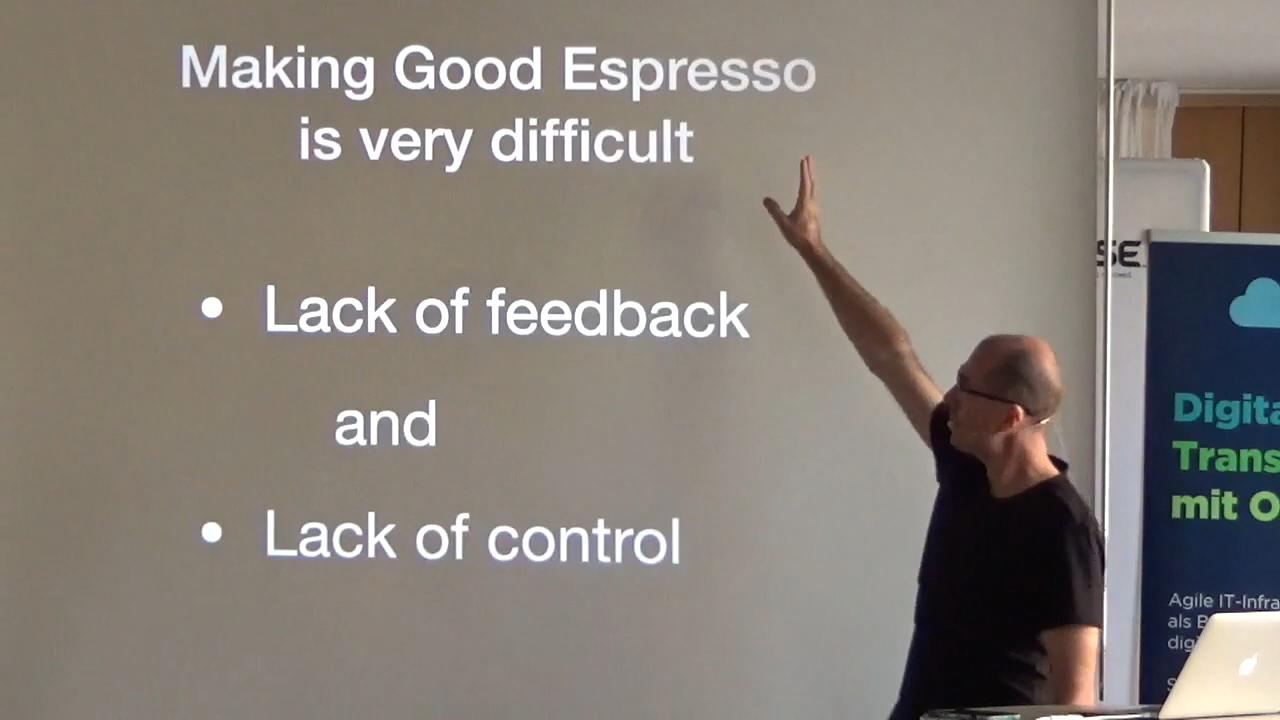 Making Good Espresso
is very difficult
• Lack of feedback
and
• Lack of control
SE
Digita
Trans
mit O
Agile IT-Infra
als B
digi